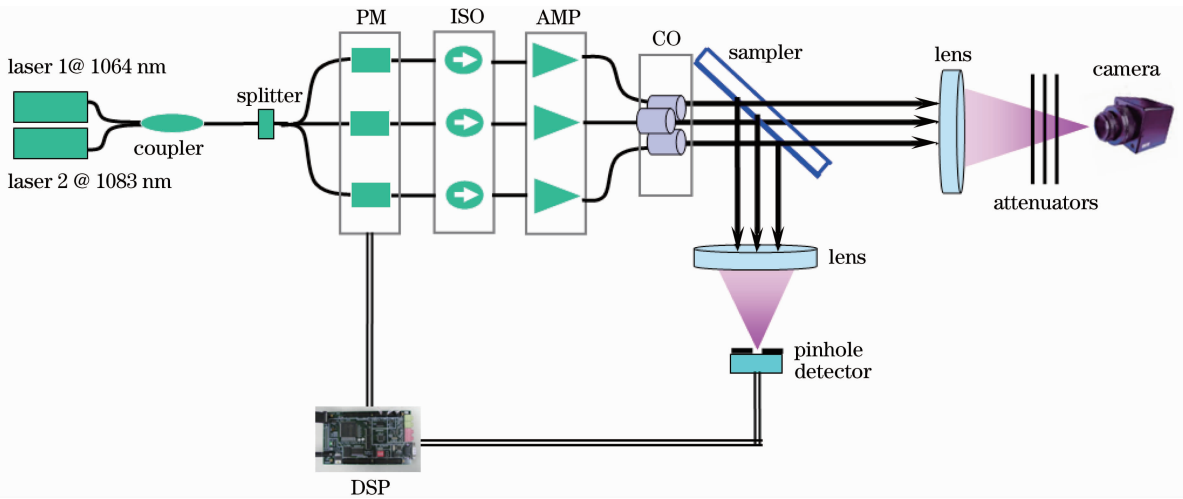 PM
ISO
AMP
CO
sampler
lens
camera
laser 1@ 1064 nm
splitter
coupler
laser 2 @ 1083 nm
attenuators
lens
pinhole
detector
DSP